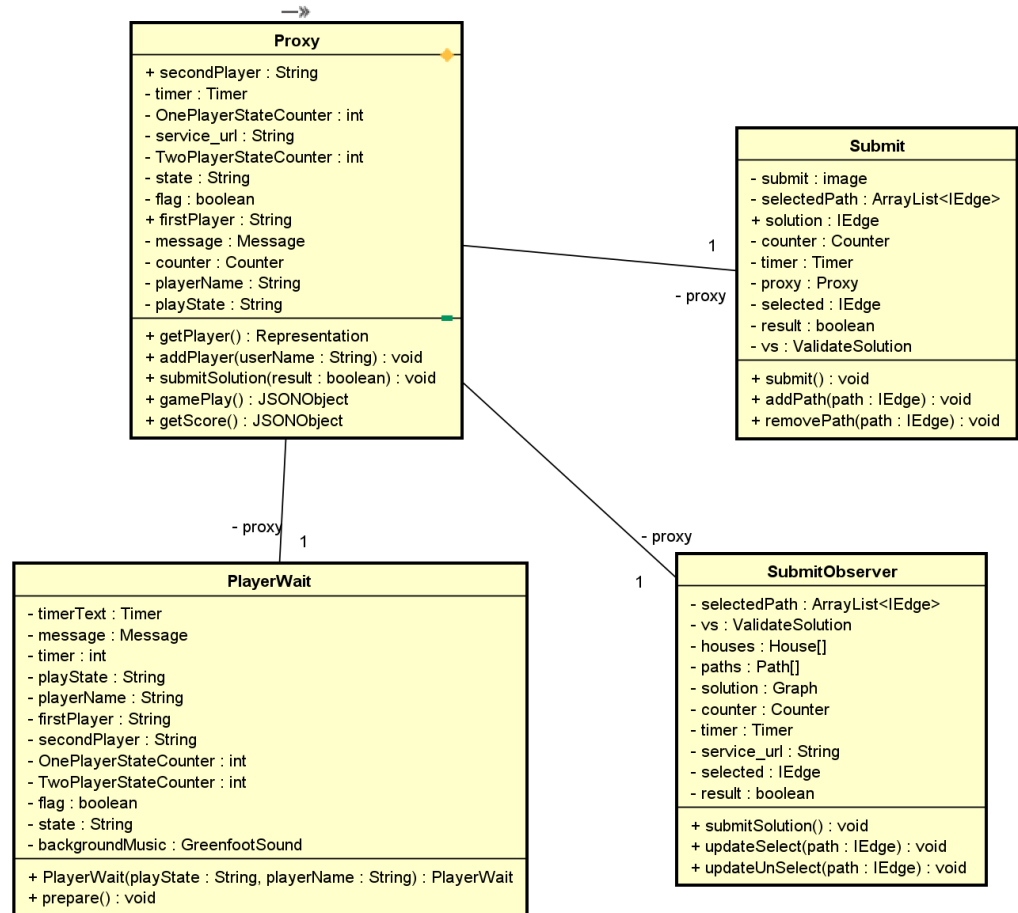 Proxy
+ secondPlayer : String
- timer : Timer
- OnePlayerStateCounter : int
- service_url : String
- TwoPlayerStateCounter : int
- state : String
- flag : boolean
+ firstPlayer : String
- message : Message
- counter : Counter
- playerName : String
- playState : String
+ getPlayer() : Representation
+ addPlayer(userName : String) : void
+ submitSolution(result : boolean) : void
+ gamePlay() : JSONObject
+ getScore() : JSONObject
Submit
- submit : image
- selectedPath : ArrayList<IEdge>
+ solution : IEdge
- counter : Counter
- timer : Timer
- proxy : Proxy
- selected : IEdge
- result : boolean
- vs : ValidateSolution
+ submit() : void
+ addPath(path : IEdge) : void
+ removePath(path : IEdge) : void
1
- proxy
- proxy
1
- proxy
1
PlayerWait
- timerText : Timer
- message : Message
- timer : int
- playState : String
- playerName : String
- firstPlayer : String
- secondPlayer : String
- OnePlayerStateCounter : int
- TwoPlayerStateCounter : int
- flag : boolean
- state : String
- backgroundMusic : GreenfootSound
+ PlayerWait(playState : String, playerName : String) : PlayerWait
+ prepare() : void
SubmitObserver
- selectedPath : ArrayList<IEdge>
- vs : ValidateSolution
- houses : House[]
- paths : Path[]
- solution : Graph
- counter : Counter
- timer : Timer
- service_url : String
- selected : IEdge
- result : boolean
+ submitSolution() : void
+ updateSelect(path : IEdge) : void
+ updateUnSelect(path : IEdge) : void